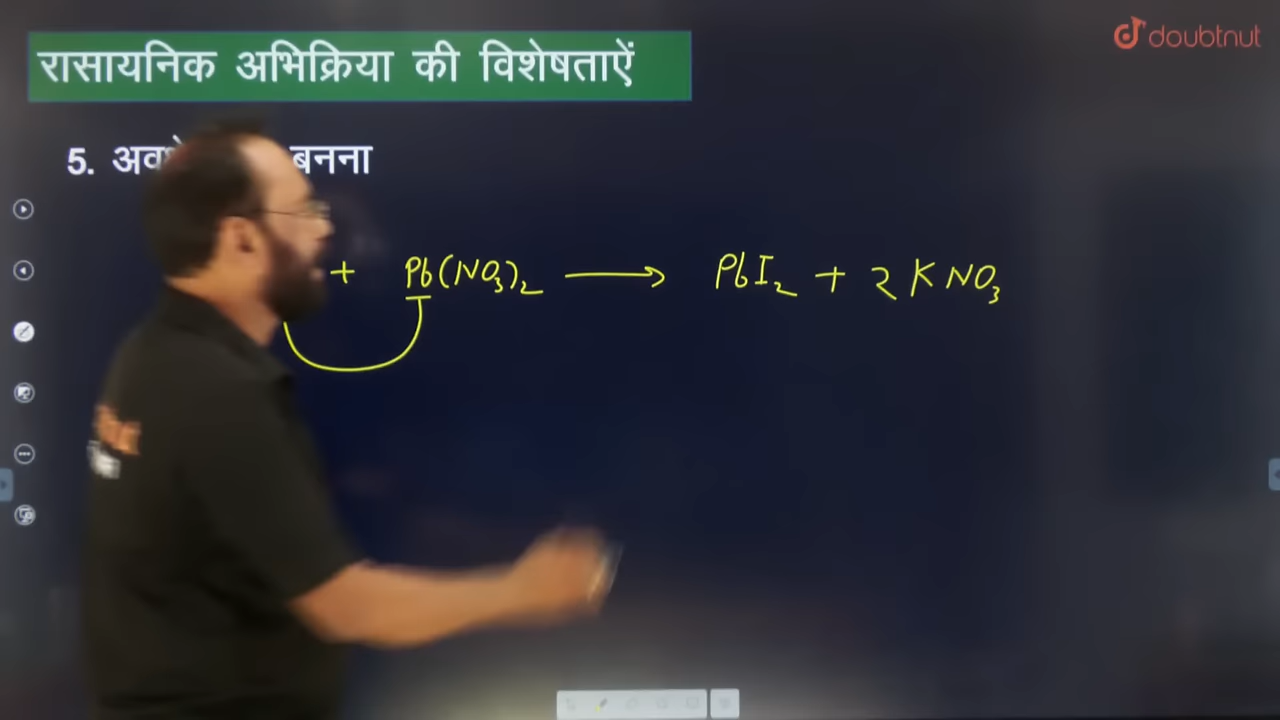 doubtnut
रासायनिक अभिक्रिया की विशेषताऐं
5. बनना
+ Pb(NO₃)₂ ⟶ PbI₂ + 2KNO₃